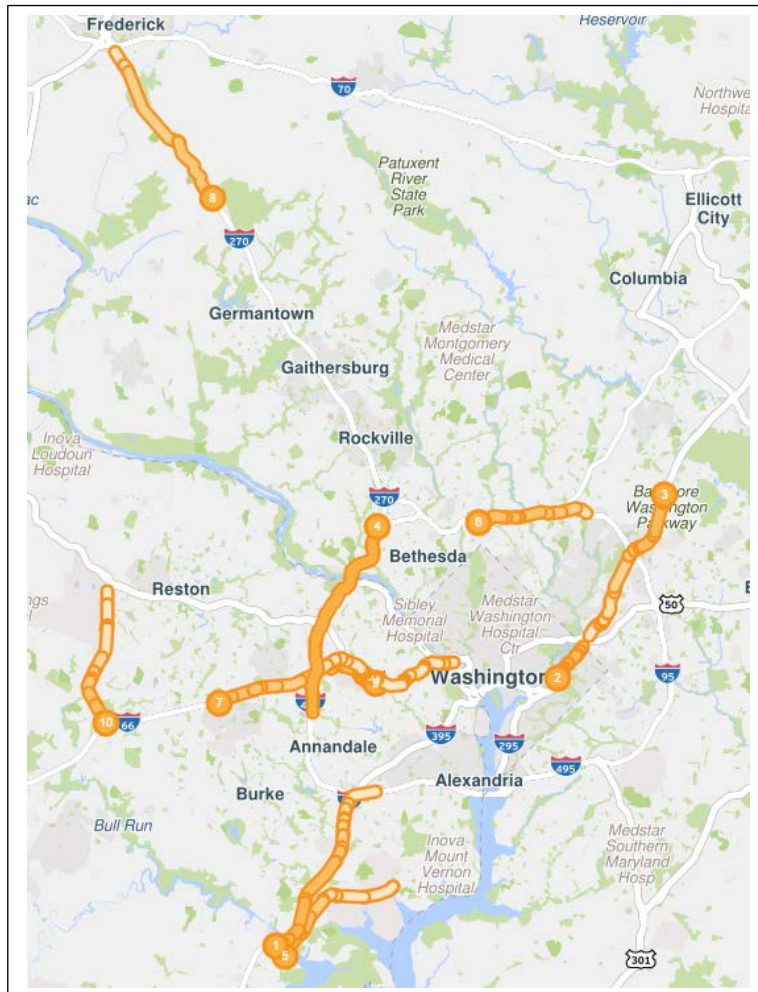 Frederick
Reservoir
70
Northwe
Hospita
Patuxent
River
State
Park
Ellicott
City
8
ac
270
Columbia
Germantown
Medstar
Montgomery
Medical
Center
Gaithersburg
Rockville
Inova
Loudoun
Hospital
270
3
Washington
Parkway
4
6
Bethesda
Reston
ngs
l
Sibley
Memorial
Hospital
Medstar
Washington
Hospital
Ctr
50
E
Washington
2
95
7
10
66
395
295
Annandale
495
Burke
Alexandria
Bull Run
Inova
Mount
Vernon
Hospital
Medstar
Southern
Maryland
Hosp
1
5
301